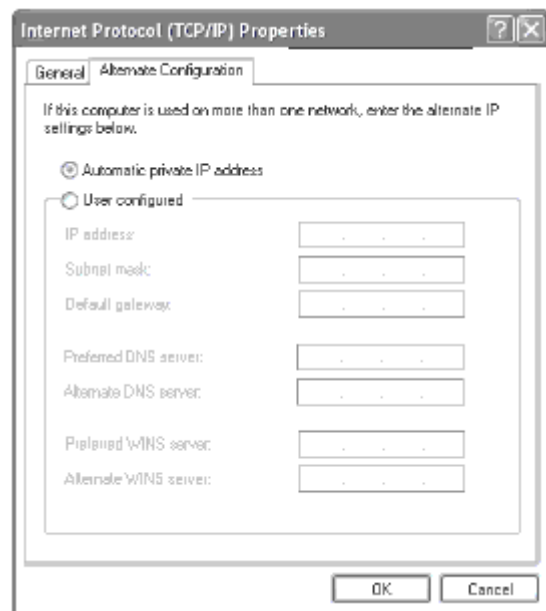 Internet Protocol (TCP/IP) Properties
General
Alternate Configuration
If this computer is used on more than one network, enter the alternate IP
settings below.
Automatic private IP address
User configured
IP address:
Subnet mask:
Default gateway:
Preferred DNS server:
Alternate DNS server:
Preferred WINS server:
Alternate WINS server:
OK
Cancel